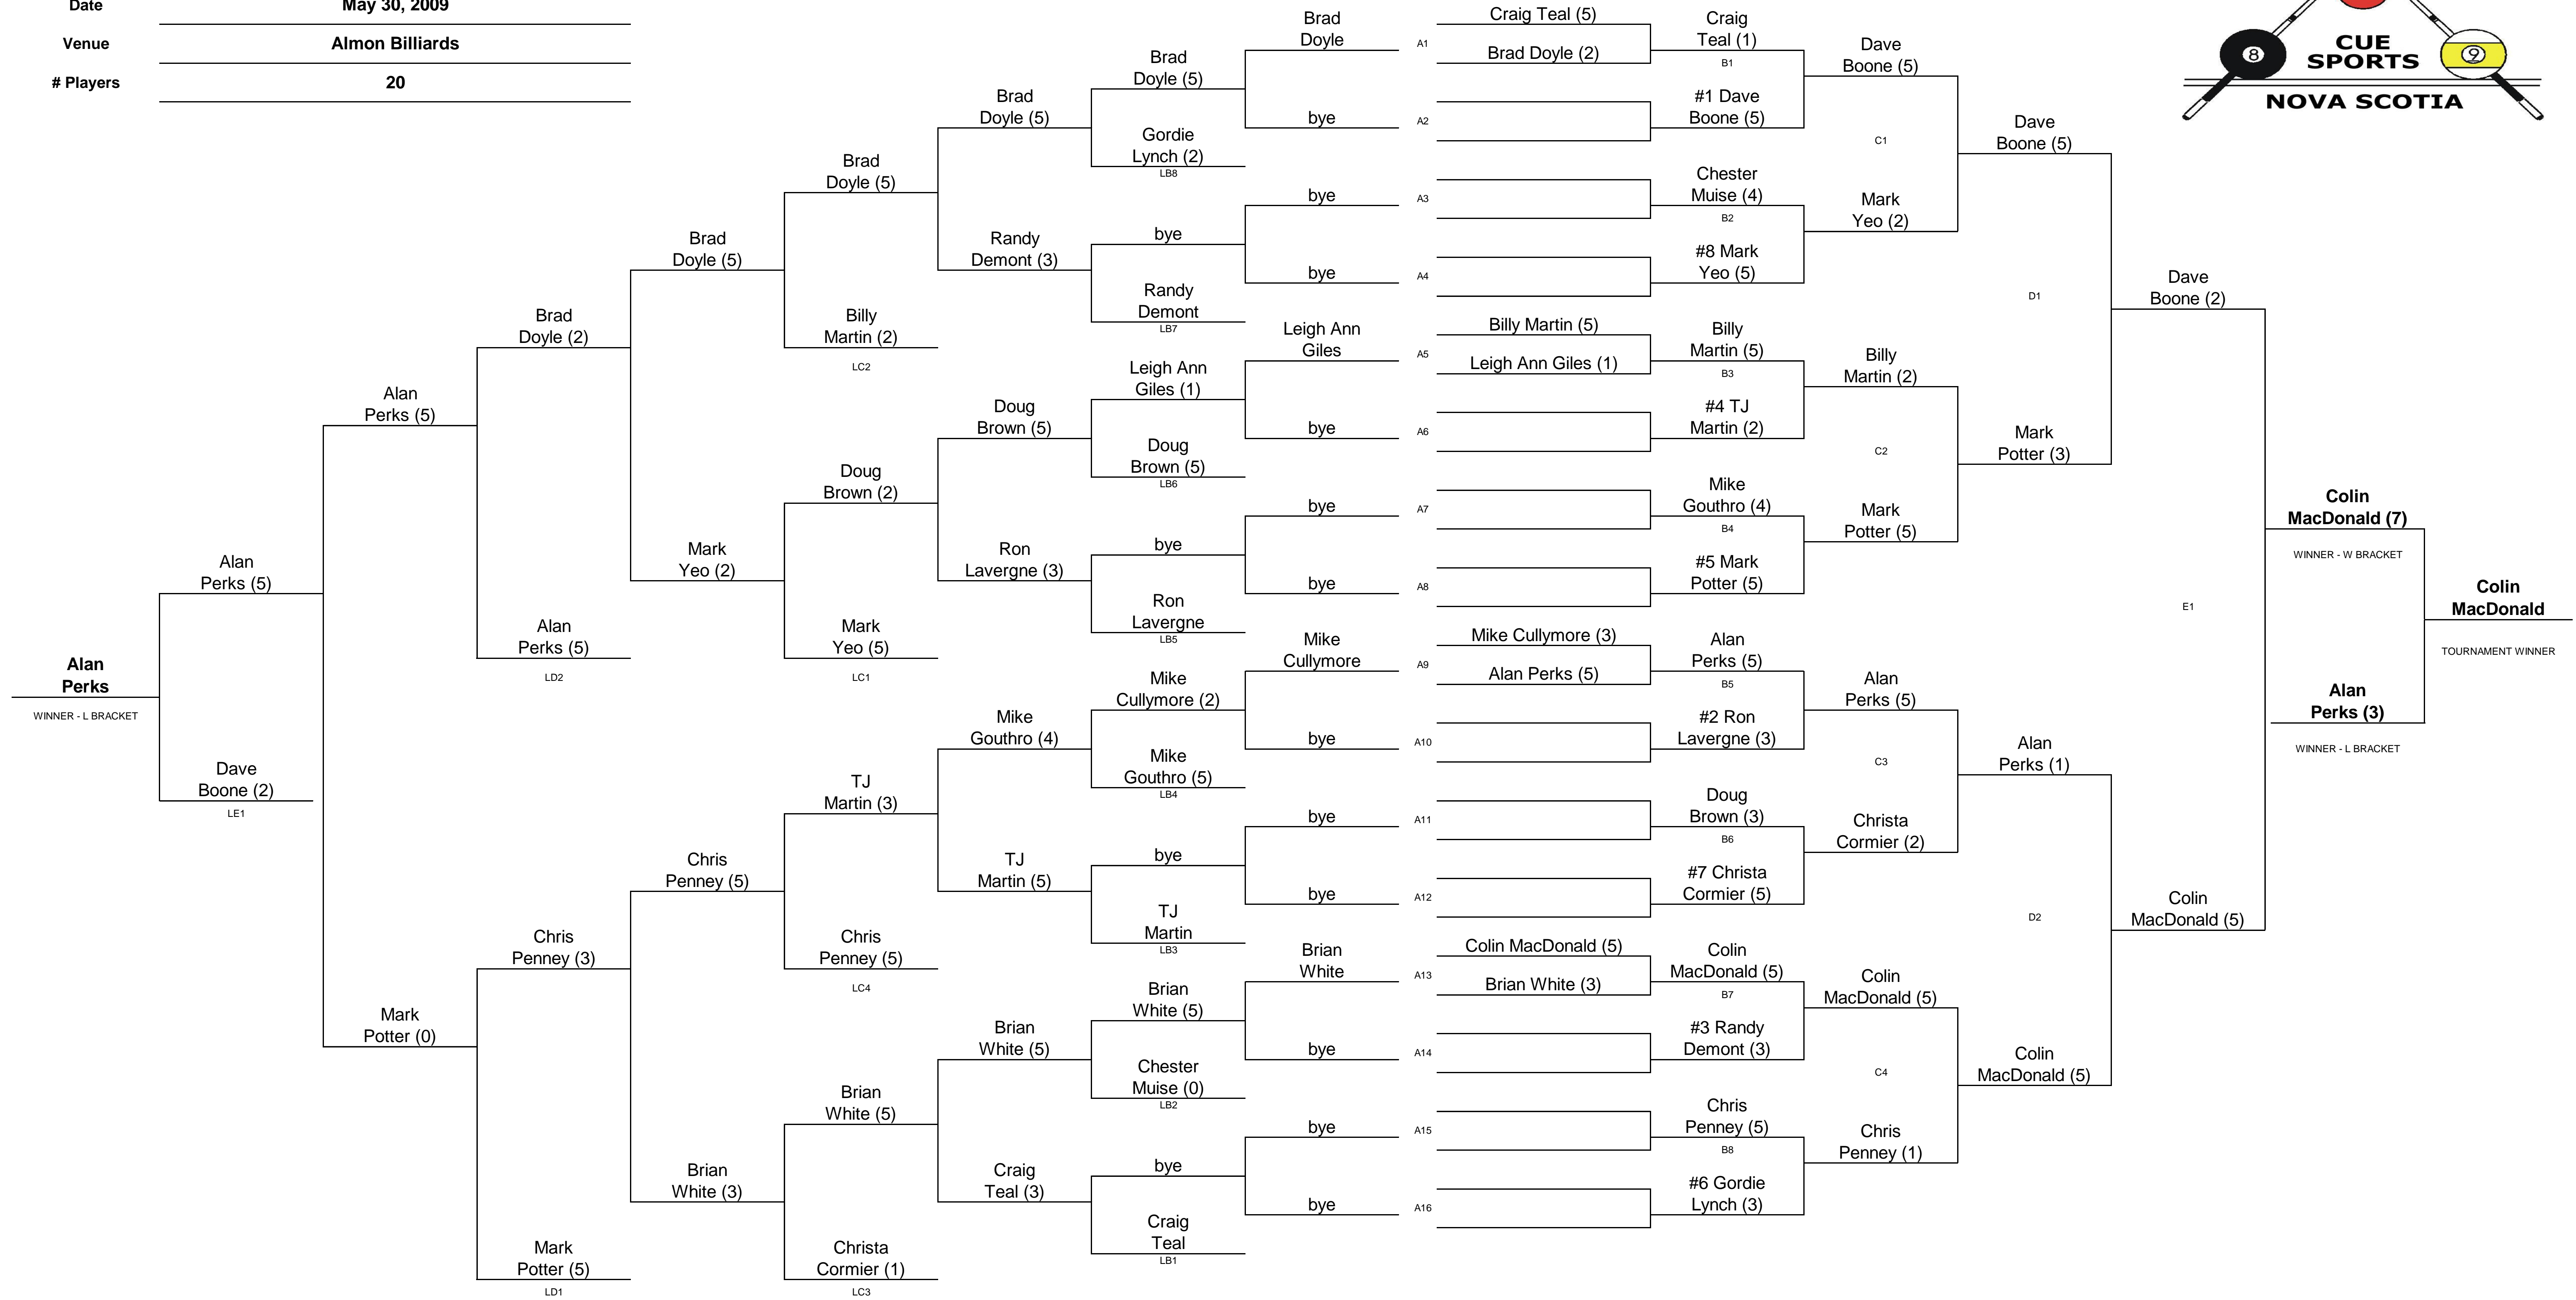 Date
May 30, 2009
Venue
Almon Billiards
# Players
20
8
9
CUE
SPORTS
NOVA SCOTIA
Alan
Perks
WINNER - L BRACKET
Alan
Perks (5)
Dave
Boone (2)
LE1
Alan
Perks (5)
Mark
Potter (0)
Brad
Doyle (2)
Alan
Perks (5)
LD2
Chris
Penney (3)
Mark
Potter (5)
LD1
Brad
Doyle (5)
Mark
Yeo (2)
Chris
Penney (5)
Brian
White (3)
Brad
Doyle (5)
Billy
Martin (2)
LC2
Doug
Brown (2)
Mark
Yeo (5)
LC1
TJ
Martin (3)
Chris
Penney (5)
LC4
Brian
White (5)
Christa
Cormier (1)
LC3
Brad
Doyle (5)
Randy
Demont (3)
Doug
Brown (5)
Ron
Lavergne (3)
Mike
Gouthro (4)
TJ
Martin (5)
Brian
White (5)
Craig
Teal (3)
Brad
Doyle (5)
Gordie
Lynch (2)
LB8
bye
Randy
Demont
LB7
Leigh Ann
Giles (1)
Doug
Brown (5)
LB6
bye
Ron
Lavergne
LB5
Mike
Cullymore (2)
Mike
Gouthro (5)
LB4
bye
TJ
Martin
LB3
Brian
White (5)
Chester
Muise (0)
LB2
bye
Craig
Teal
LB1
Brad
Doyle
bye
bye
bye
Leigh Ann
Giles
bye
bye
bye
Mike
Cullymore
bye
bye
bye
Brian
White
bye
bye
bye
A1
A2
A3
A4
A5
A6
A7
A8
A9
A10
A11
A12
A13
A14
A15
A16
Craig Teal (5)
Brad Doyle (2)
Billy Martin (5)
Leigh Ann Giles (1)
Mike Cullymore (3)
Alan Perks (5)
Colin MacDonald (5)
Brian White (3)
Craig
Teal (1)
B1
#1 Dave
Boone (5)
Chester
Muise (4)
B2
#8 Mark
Yeo (5)
Billy
Martin (5)
B3
#4 TJ
Martin (2)
Mike
Gouthro (4)
B4
#5 Mark
Potter (5)
Alan
Perks (5)
B5
#2 Ron
Lavergne (3)
Doug
Brown (3)
B6
#7 Christa
Cormier (5)
Colin
MacDonald (5)
B7
#3 Randy
Demont (3)
Chris
Penney (5)
B8
#6 Gordie
Lynch (3)
Dave
Boone (5)
C1
Mark
Yeo (2)
Billy
Martin (2)
C2
Mark
Potter (5)
Alan
Perks (5)
C3
Christa
Cormier (2)
Colin
MacDonald (5)
C4
Chris
Penney (1)
Dave
Boone (5)
D1
Mark
Potter (3)
Alan
Perks (1)
D2
Colin
MacDonald (5)
Dave
Boone (2)
E1
Colin
MacDonald (5)
Colin
MacDonald (7)
WINNER - W BRACKET
Alan
Perks (3)
WINNER - L BRACKET
Colin
MacDonald
TOURNAMENT WINNER